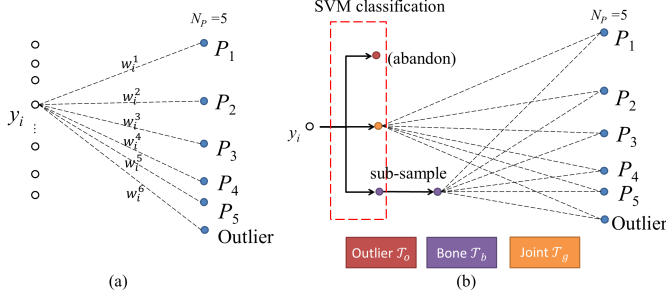 SVM classification
(a)
N_P =5
w_i^1
P_1
w_i^2
P_2
y_i
w_i^3
P_3
w_i^4
P_4
w_i^5
P_5
w_i^6
Outlier
(a)
N_P =5
P_1
(abandon)
P_2
y_i
P_3
sub-sample
P_4
P_5
Outlier
Outlier 𝒯_o
Bone 𝒯_b
Joint 𝒯_g
(b)